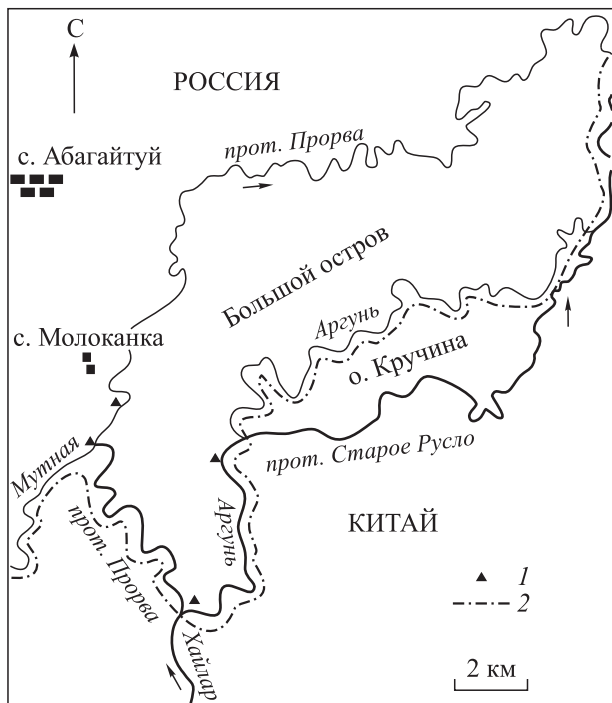 С
РОССИЯ
прот. Прорва
с. Абагайтуй
Большой остров
Аргунь
с. Молоканка
о. Кручина
Мутная
прот. Старое Русло
прот. Прорва
Аргунь
КИТАЙ
1
2
Хайлар
2 км